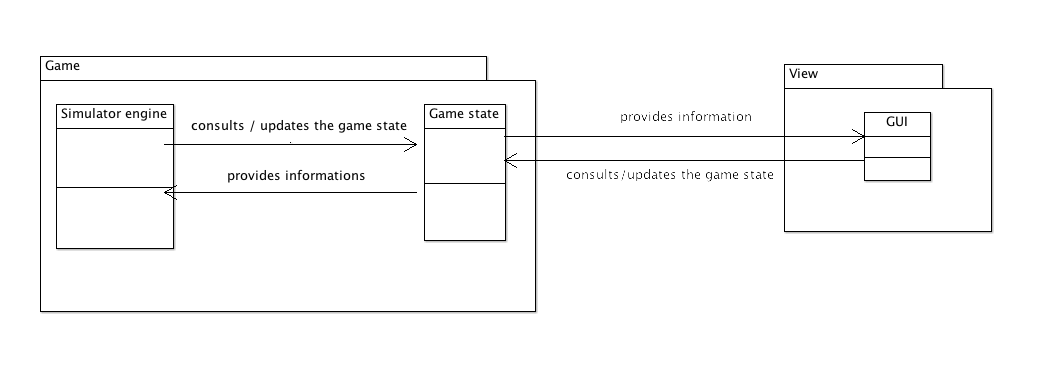 Game
View
Simulator engine
Game state
GUI
consults / updates the game state
provides information
provides informations
consults/updates the game state